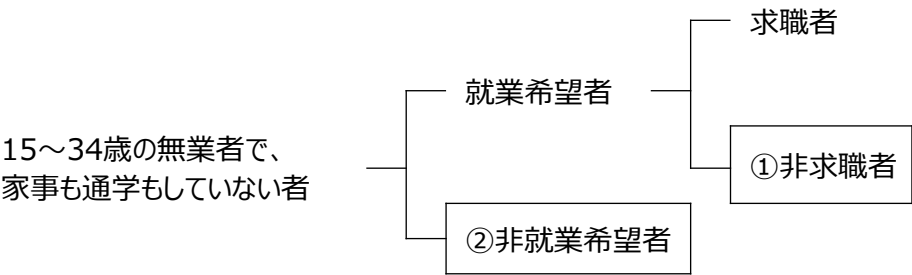 求職者
就業希望者
15～34歳の無業者で、
家事も通学もしていない者
①非求職者
②非就業希望者